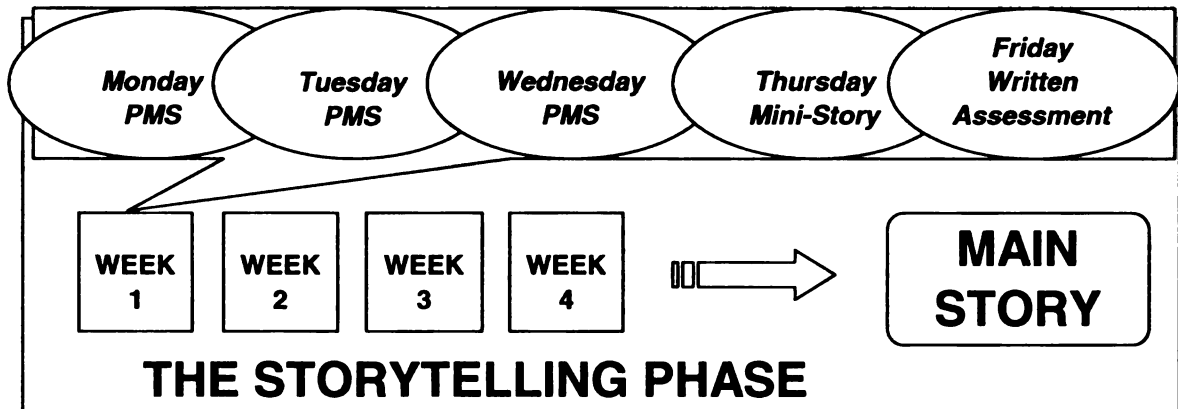 Monday
PMS
Tuesday
PMS
Wednesday
PMS
Thursday
Mini-Story
Friday
Written
Assessment
WEEK
1
WEEK
2
WEEK
3
WEEK
4
MAIN
STORY
THE STORYTELLING PHASE